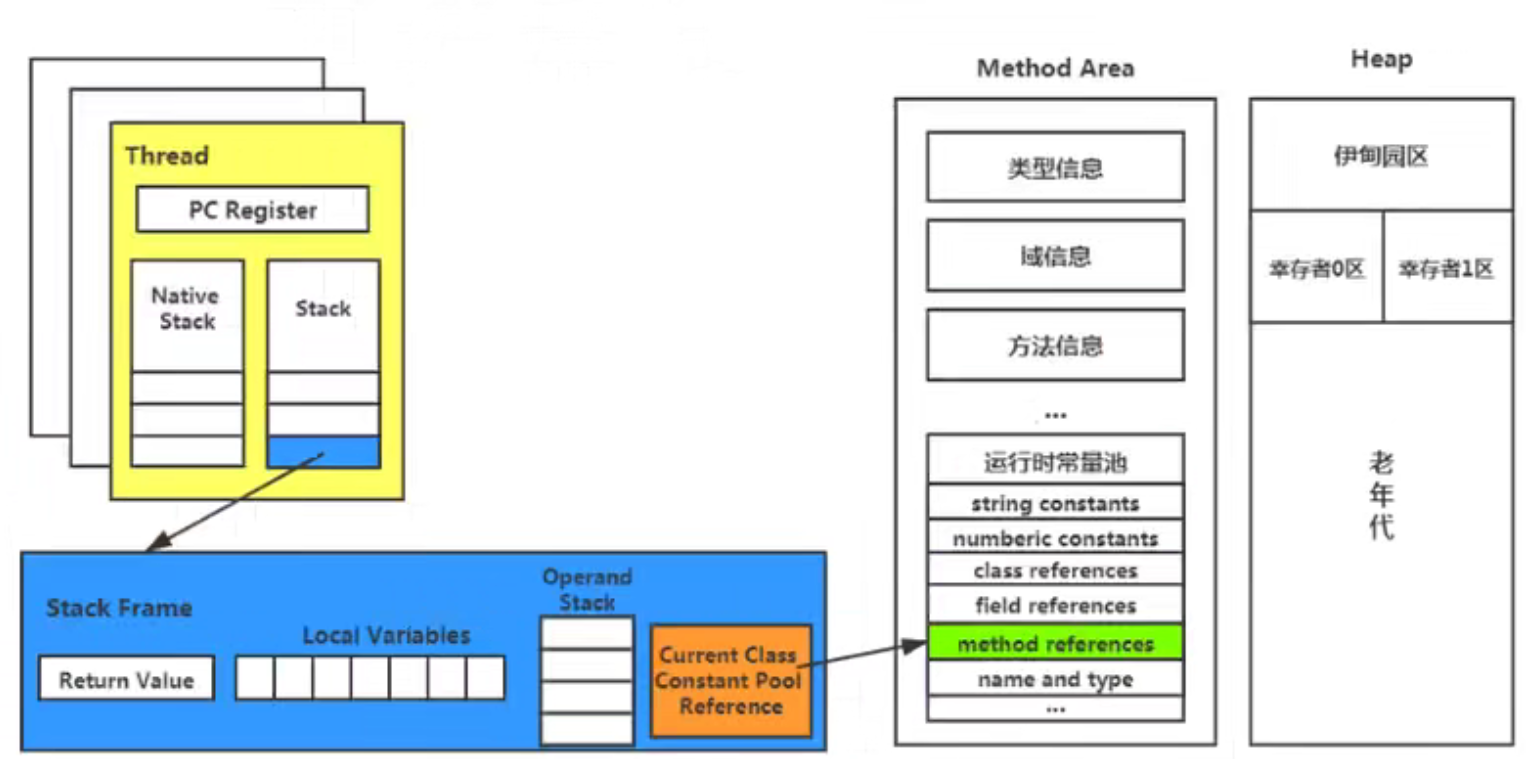 Thread
PC Register
Native
Stack
Stack
Stack Frame
Return Value
Local Variables
Operand
Stack
Current Class
Constant Pool
Reference
Method Area
类型信息
域信息
方法信息
...
运行时常量池
string constants
numberic constants
class references
field references
method references
name and type
...
Heap
伊甸园区
幸存者0区
幸存者1区
老
年
代